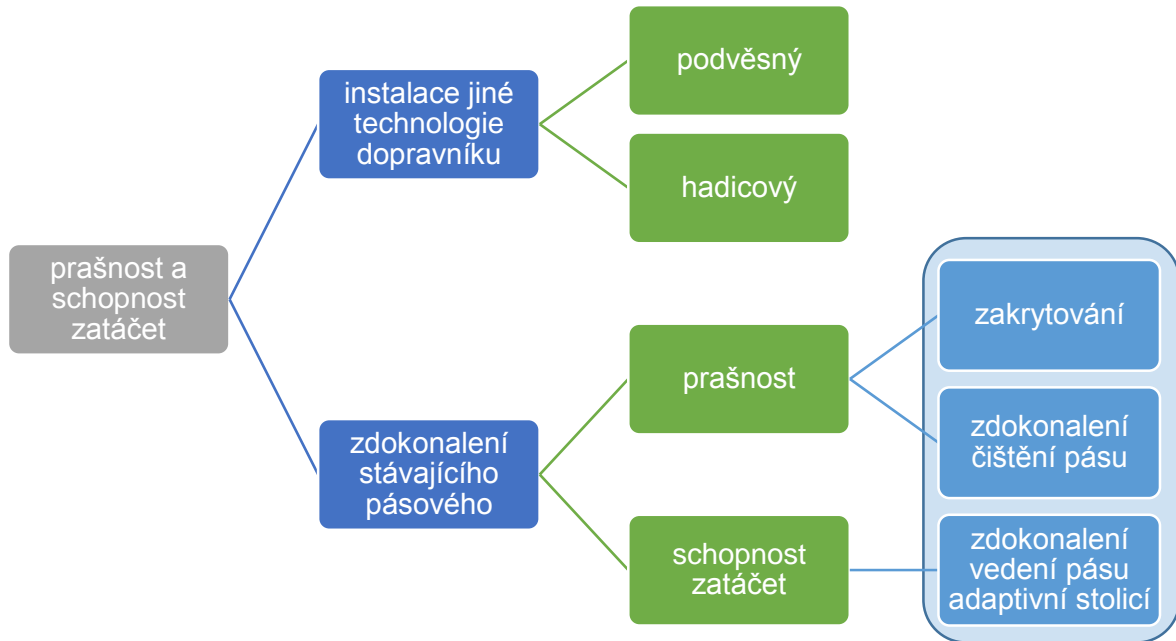 prašnost a
schopnost
zatáčet
instalace jiné
technologie
dopravníku
podvěsný
hadicový
zdokonalení
stávajícího
pásového
prašnost
zakrytování
zdokonalení
čištění pásu
schopnost
zatáčet
zdokonalení
vedení pásu
adaptivní stolicí